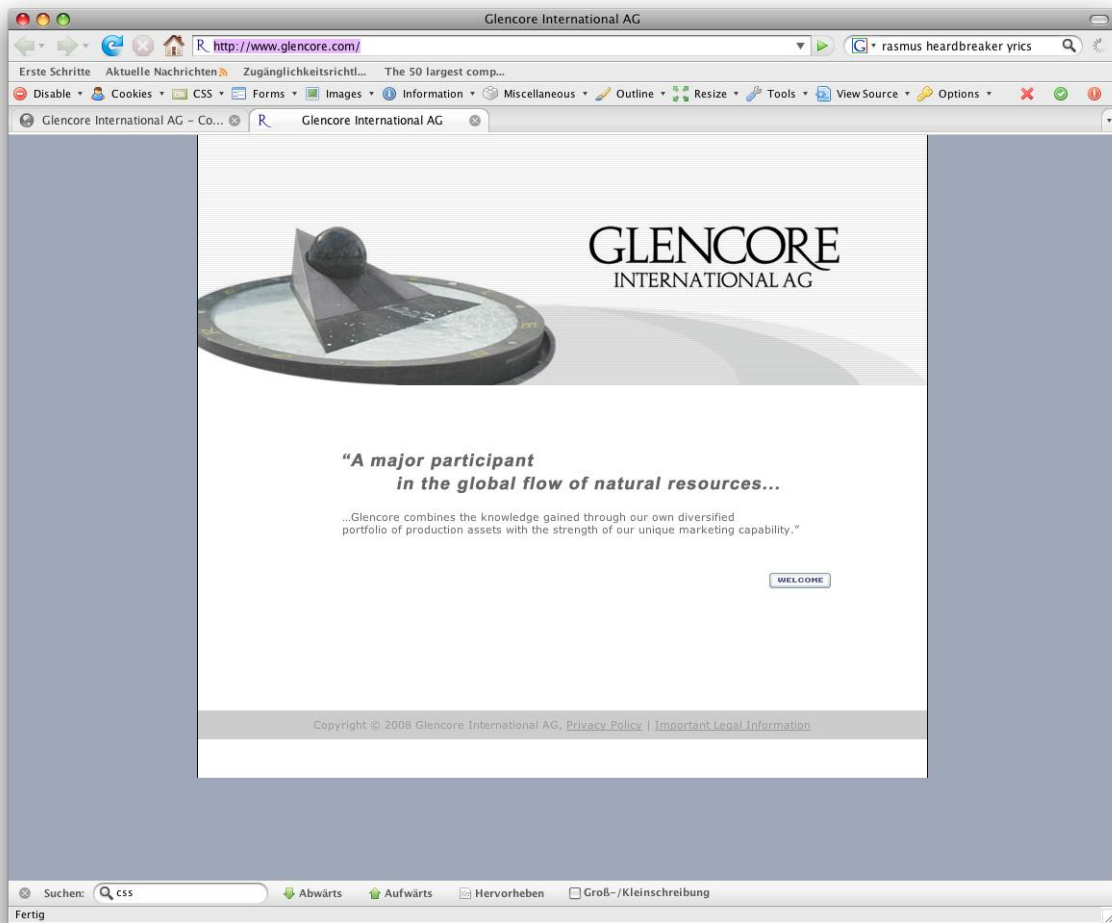 Glencore International AG
http://www.glencore.com/
rasmus heardbreaker yrics
Erste Schritte Aktuelle Nachrichten Zugänglichkeitsrichtl... The 50 largest comp...
Disable Cookies CSS Forms Images Information Miscellaneous Outline Resize Tools View Source Options
Glencore International AG – Co... Glencore International AG
GLENCORE
INTERNATIONAL AG
“A major participant
in the global flow of natural resources...
...Glencore combines the knowledge gained through our own diversified
portfolio of production assets with the strength of our unique marketing capability.”
WELCOME
Copyright © 2008 Glencore International AG, Privacy Policy | Important Legal Information
Suchen: css Abwärts Aufwärts Hervorheben Groß-/Kleinschreibung
Fertig